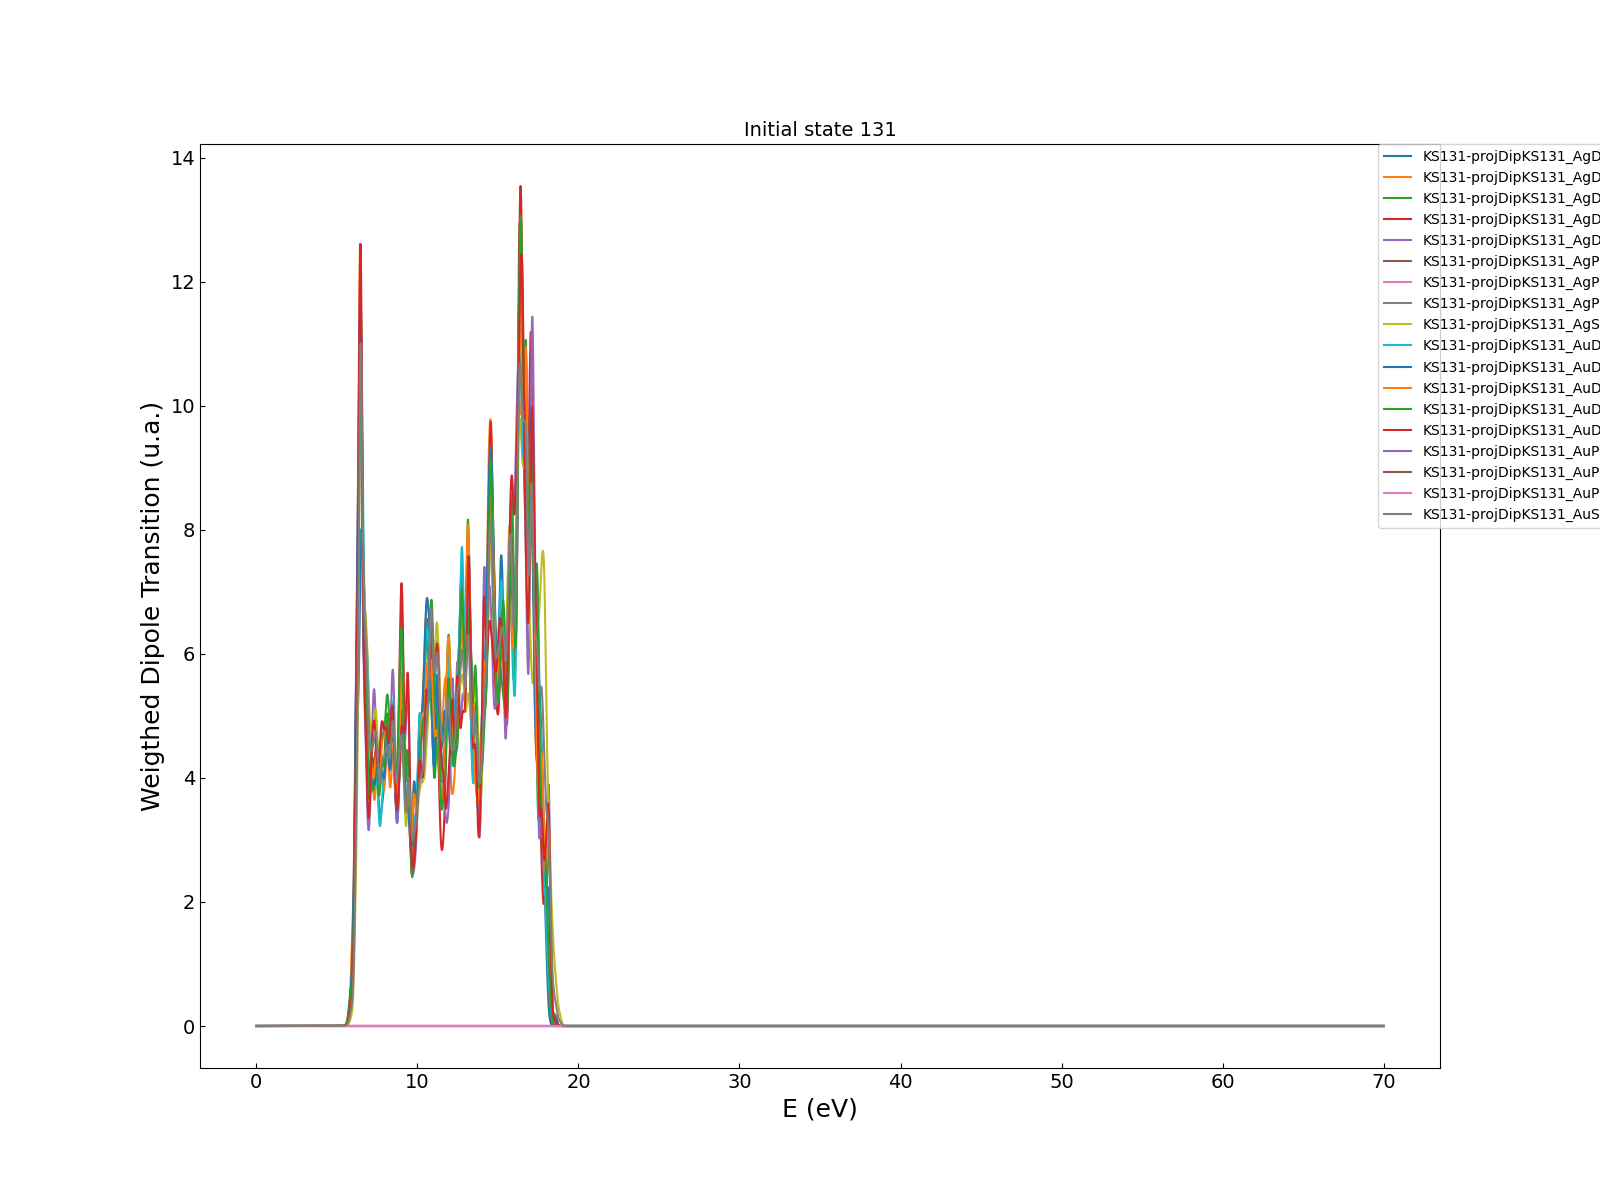 Initial state 131
14
12
10
8
6
4
2
0
Weigthed Dipole Transition (u.a.)
0 10 20 30 40 50 60 70
E (eV)
KS131-projDipKS131_AgD
KS131-projDipKS131_AgD
KS131-projDipKS131_AgD
KS131-projDipKS131_AgD
KS131-projDipKS131_AgD
KS131-projDipKS131_AgP
KS131-projDipKS131_AgP
KS131-projDipKS131_AgP
KS131-projDipKS131_AgS
KS131-projDipKS131_AuD
KS131-projDipKS131_AuD
KS131-projDipKS131_AuD
KS131-projDipKS131_AuD
KS131-projDipKS131_AuD
KS131-projDipKS131_AuP
KS131-projDipKS131_AuP
KS131-projDipKS131_AuP
KS131-projDipKS131_AuS